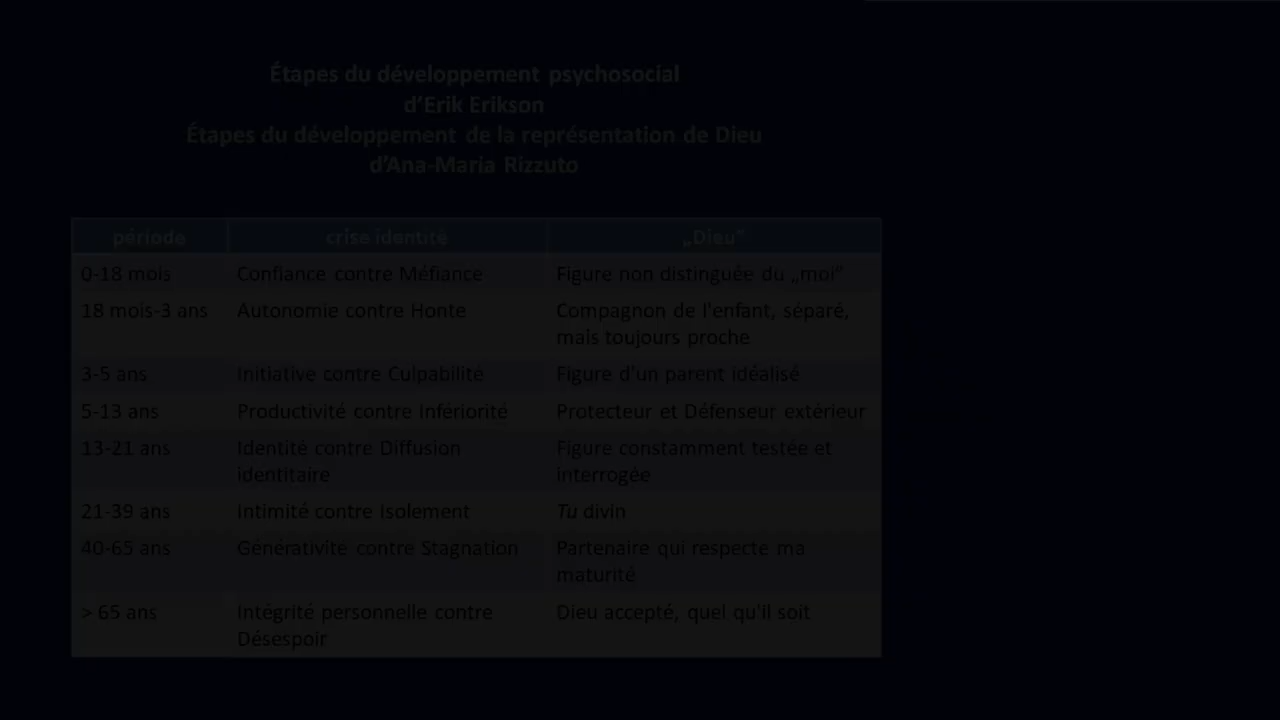 Étapes du développement psychosocial
d'Erik Erikson
Étapes du développement de la représentation de Dieu
d'Ana-Maria Rizzuto
période crise identité „Dieu"
0-18 mois Confiance contre Méfiance Figure non distinguée du „moi"
18 mois-3 ans Autonomie contre Honte Compagnon de l'enfant, séparé,
mais toujours proche
3-5 ans Initiative contre Culpabilité Figure d'un parent idéalisé
5-13 ans Productivité contre Infériorité Protecteur et Défenseur extérieur
13-21 ans Identité contre Diffusion Figure constamment testée et
identitaire interrogée
21-39 ans Intimité contre Isolement Tu divin
40-65 ans Générativité contre Stagnation Partenaire qui respecte ma
maturité
> 65 ans Intégrité personnelle contre Dieu accepté, quel qu'il soit
Désespoir